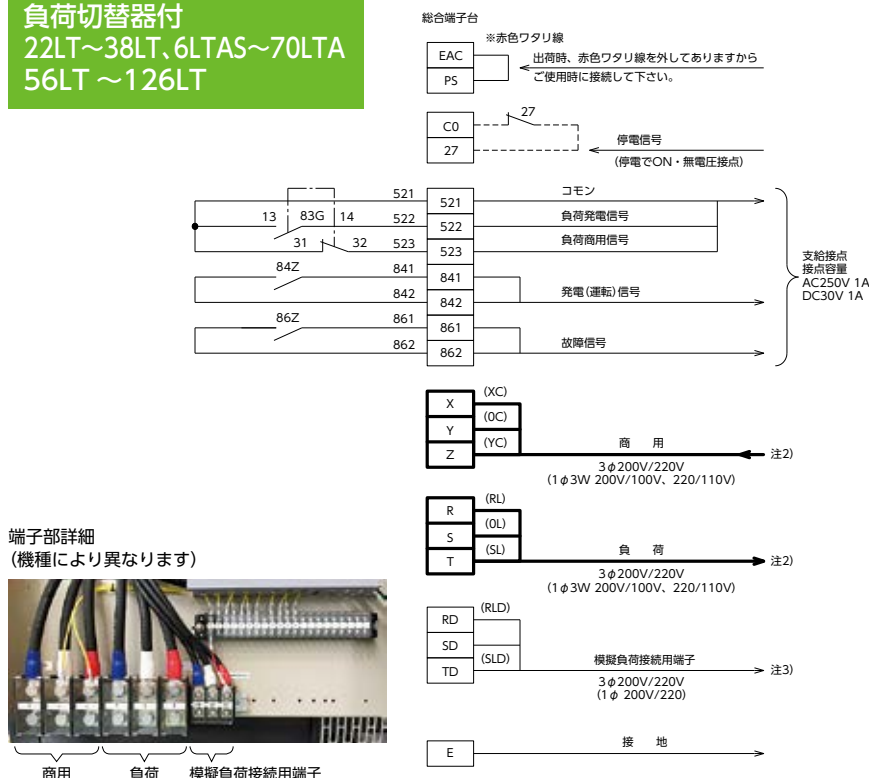 負荷切替器付
22LT～38LT、6LTAS～70LTA
56LT ～126LT
総合端子台
※赤色ワタリ線
EAC
PS
出荷時、赤色ワタリ線を外してありますから
ご使用時に接続して下さい。
C0
27
27
停電信号
(停電でON・無電圧接点)
521 521 コモン
13 83G 14 522 522 負荷発電信号
31 32 523 523 負荷商用信号
84Z 841 841
842 842 発電(運転)信号
86Z 861 861
862 862 故障信号
支給接点
接点容量
AC250V 1A
DC30V 1A
X (XC)
Y (0C)
Z (YC) 商 用 注2)
3φ200V/220V
(1φ3W 200V/100V、220/110V)
R (RL)
S (0L)
T (SL) 負 荷 注2)
3φ200V/220V
(1φ3W 200V/100V、220/110V)
RD (RLD)
SD
TD (SLD) 模擬負荷接続用端子 注3)
3φ200V/220V
(1φ 200V/220)
E 接 地
端子部詳細
(機種により異なります)
商用 負荷 模擬負荷接続用端子